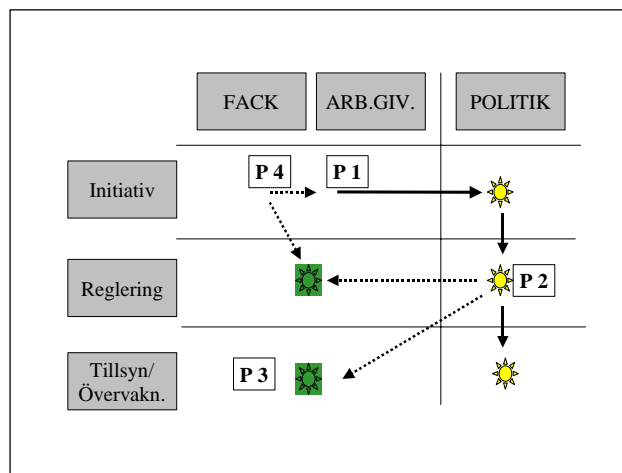 FACK
ARB.GIV.
POLITIK
P 4
P 1
Initiativ
Reglering
P 2
Tillsyn/
Övervakn.
P 3